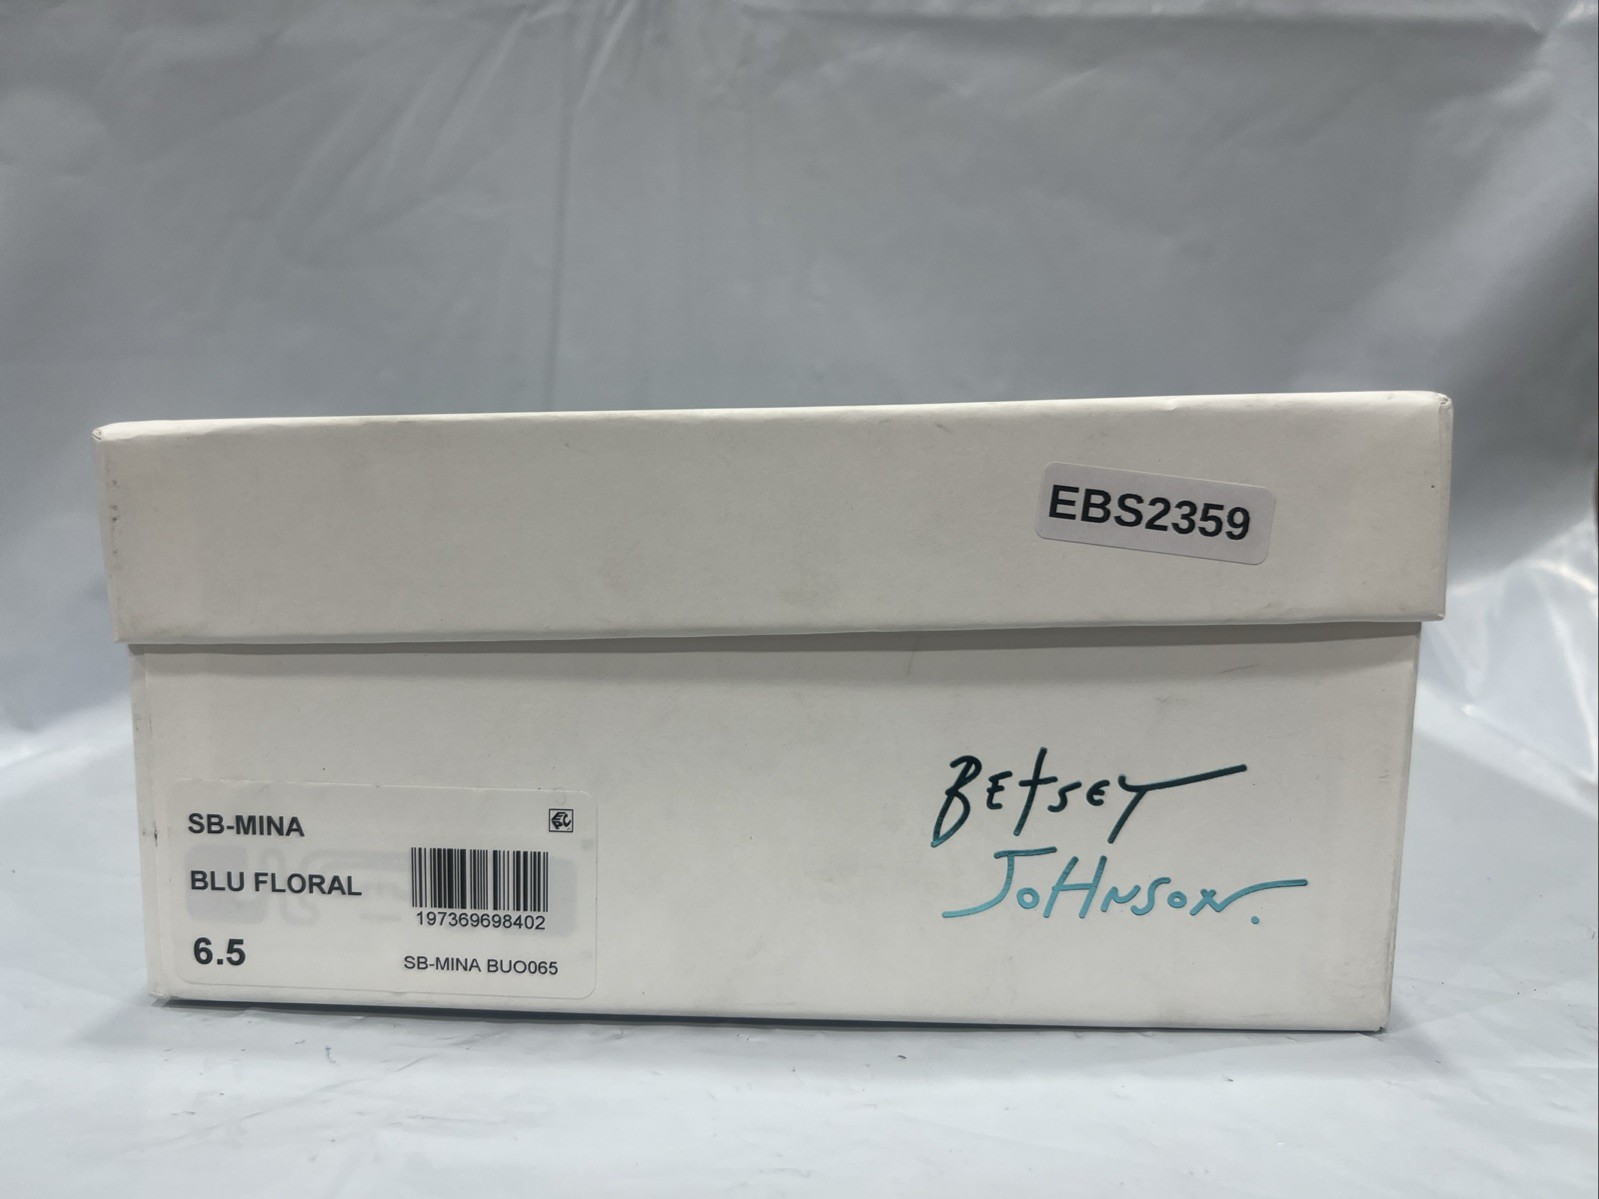 EBS2359
BETSEY
JOHNSON.
SB-MINA
BLU FLORAL
197369698402
6.5
SB-MINA BUO065